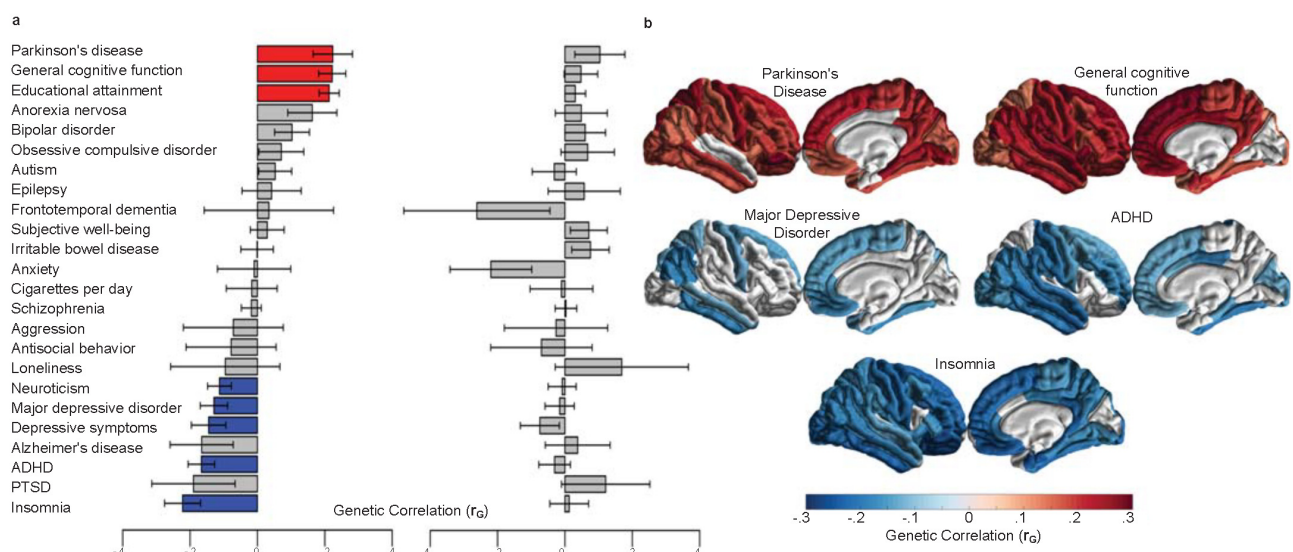 a
Parkinson's disease
General cognitive function
Educational attainment
Anorexia nervosa
Bipolar disorder
Obsessive compulsive disorder
Autism
Epilepsy
Frontotemporal dementia
Subjective well-being
Irritable bowel disease
Anxiety
Cigarettes per day
Schizophrenia
Aggression
Antisocial behavior
Loneliness
Neuroticism
Major depressive disorder
Depressive symptoms
Alzheimer's disease
ADHD
PTSD
Insomnia
Genetic Correlation (rG)
b
Parkinson's
Disease
General cognitive
function
Major Depressive
Disorder
ADHD
Insomnia
-.3 -.2 -.1 0 .1 .2 .3
Genetic Correlation (rG)